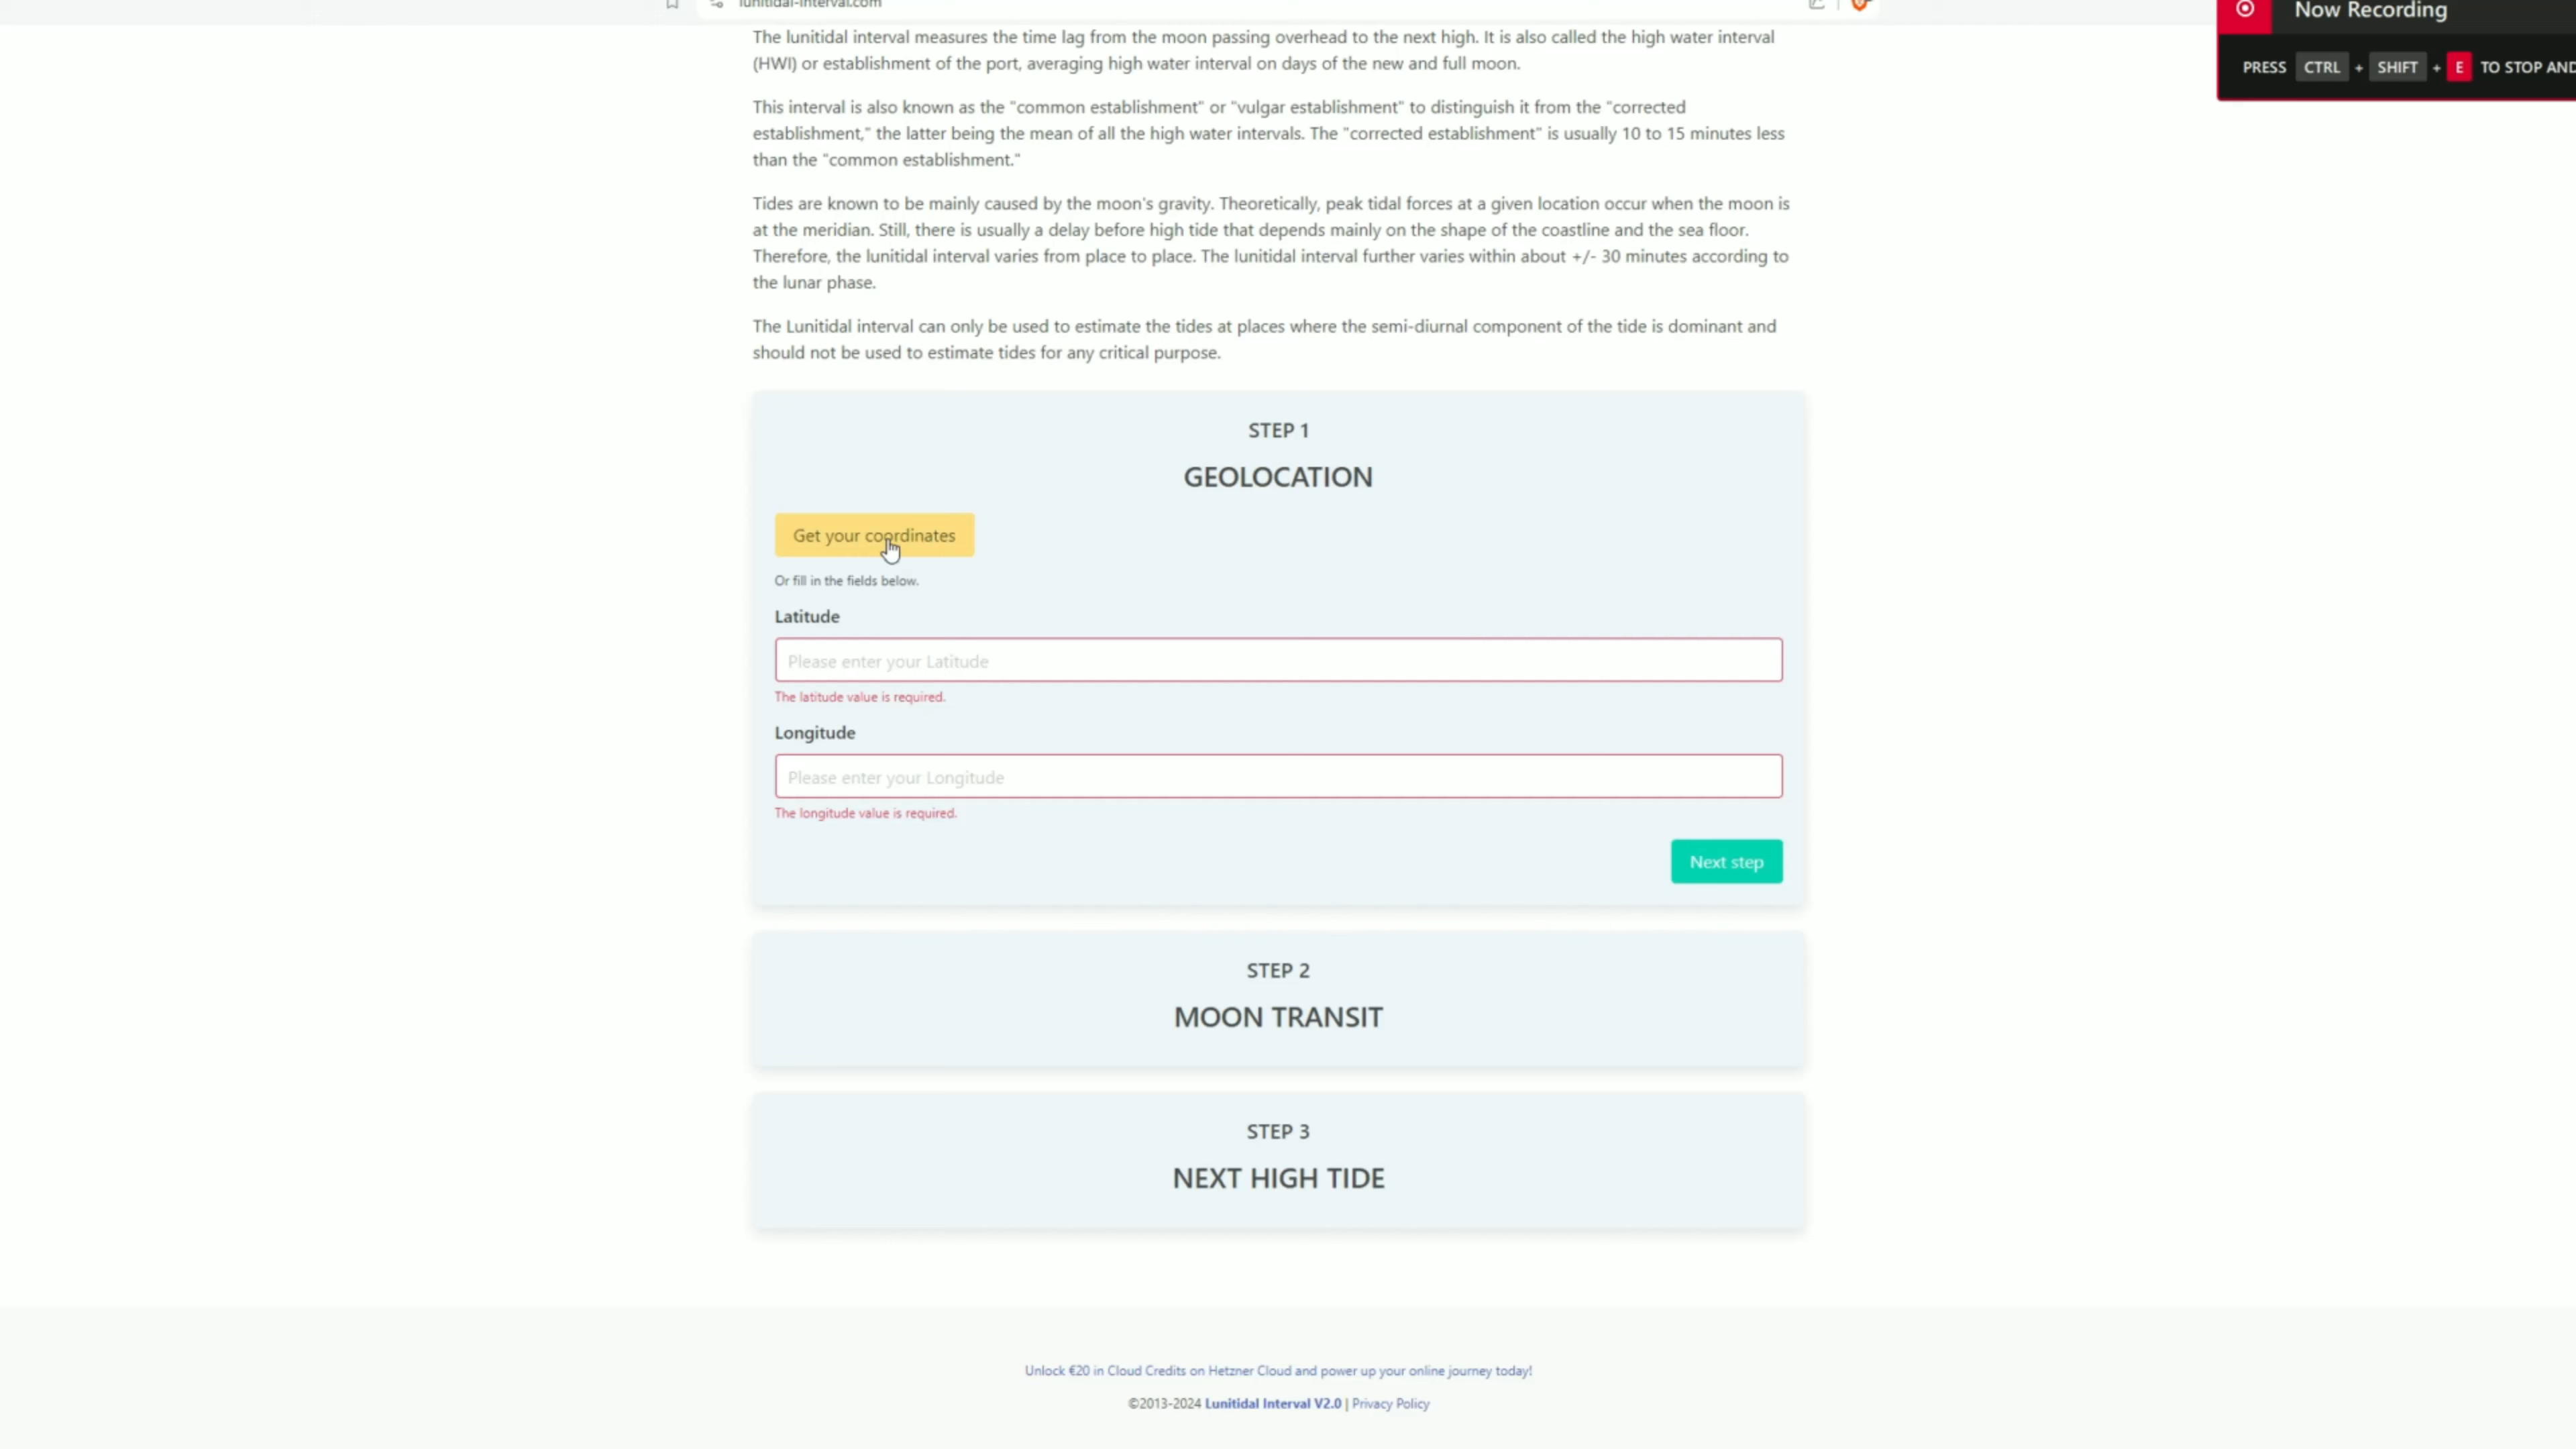 lunitidal-interval.com
Now Recording
PRESS CTRL + SHIFT + E TO STOP AND
The lunitidal interval measures the time lag from the moon passing overhead to the next high. It is also called the high water interval
(HWI) or establishment of the port, averaging high water interval on days of the new and full moon.
This interval is also known as the "common establishment" or "vulgar establishment" to distinguish it from the "corrected
establishment," the latter being the mean of all the high water intervals. The "corrected establishment" is usually 10 to 15 minutes less
than the "common establishment."
Tides are known to be mainly caused by the moon's gravity. Theoretically, peak tidal forces at a given location occur when the moon is
at the meridian. Still, there is usually a delay before high tide that depends mainly on the shape of the coastline and the sea floor.
Therefore, the lunitidal interval varies from place to place. The lunitidal interval further varies within about +/- 30 minutes according to
the lunar phase.
The Lunitidal interval can only be used to estimate the tides at places where the semi-diurnal component of the tide is dominant and
should not be used to estimate tides for any critical purpose.
STEP 1
GEOLOCATION
Get your coordinates
Or fill in the fields below.
Latitude
Please enter your Latitude
The latitude value is required.
Longitude
Please enter your Longitude
The longitude value is required.
Next step
STEP 2
MOON TRANSIT
STEP 3
NEXT HIGH TIDE
Unlock €20 in Cloud Credits on Hetzner Cloud and power up your online journey today!
©2013-2024 Lunitidal Interval V2.0 | Privacy Policy